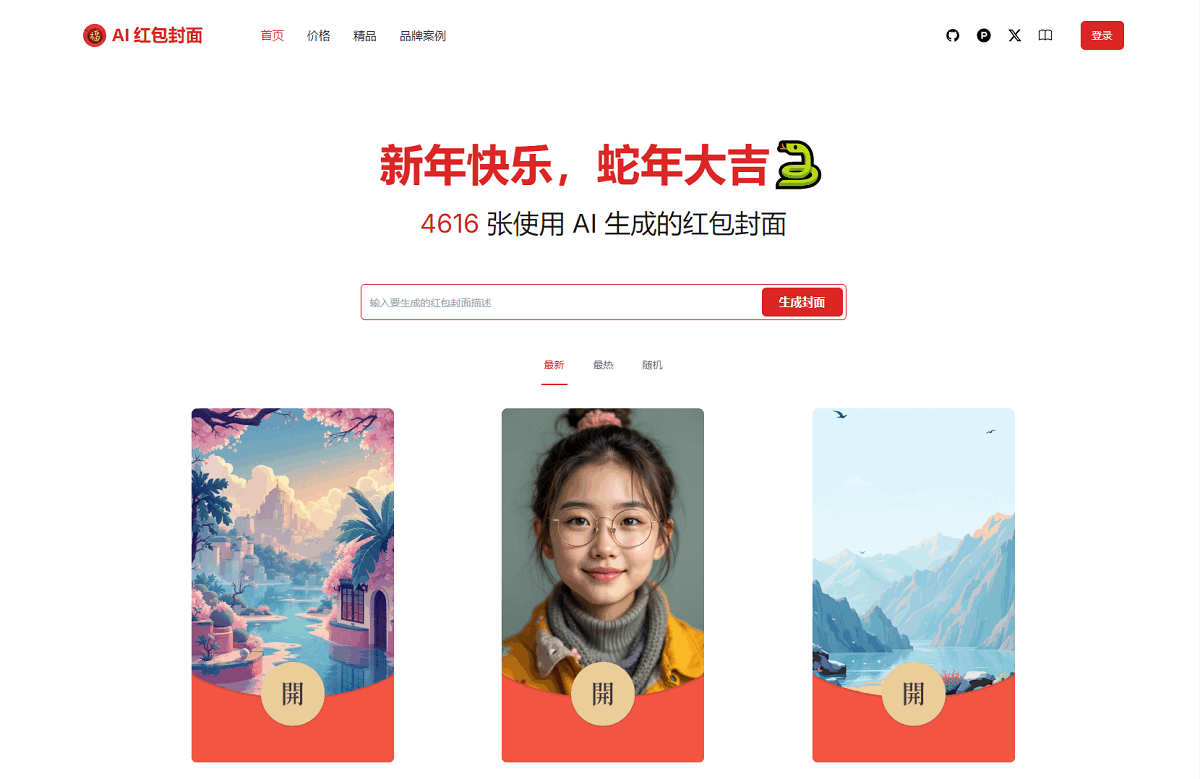 福 AI 红包封面
首页 价格 精品 品牌案例
P X 登录
新年快乐，蛇年大吉
4616 张使用 AI 生成的红包封面
输入要生成的红包封面描述 生成封面
最新 最热 随机
開 開 開